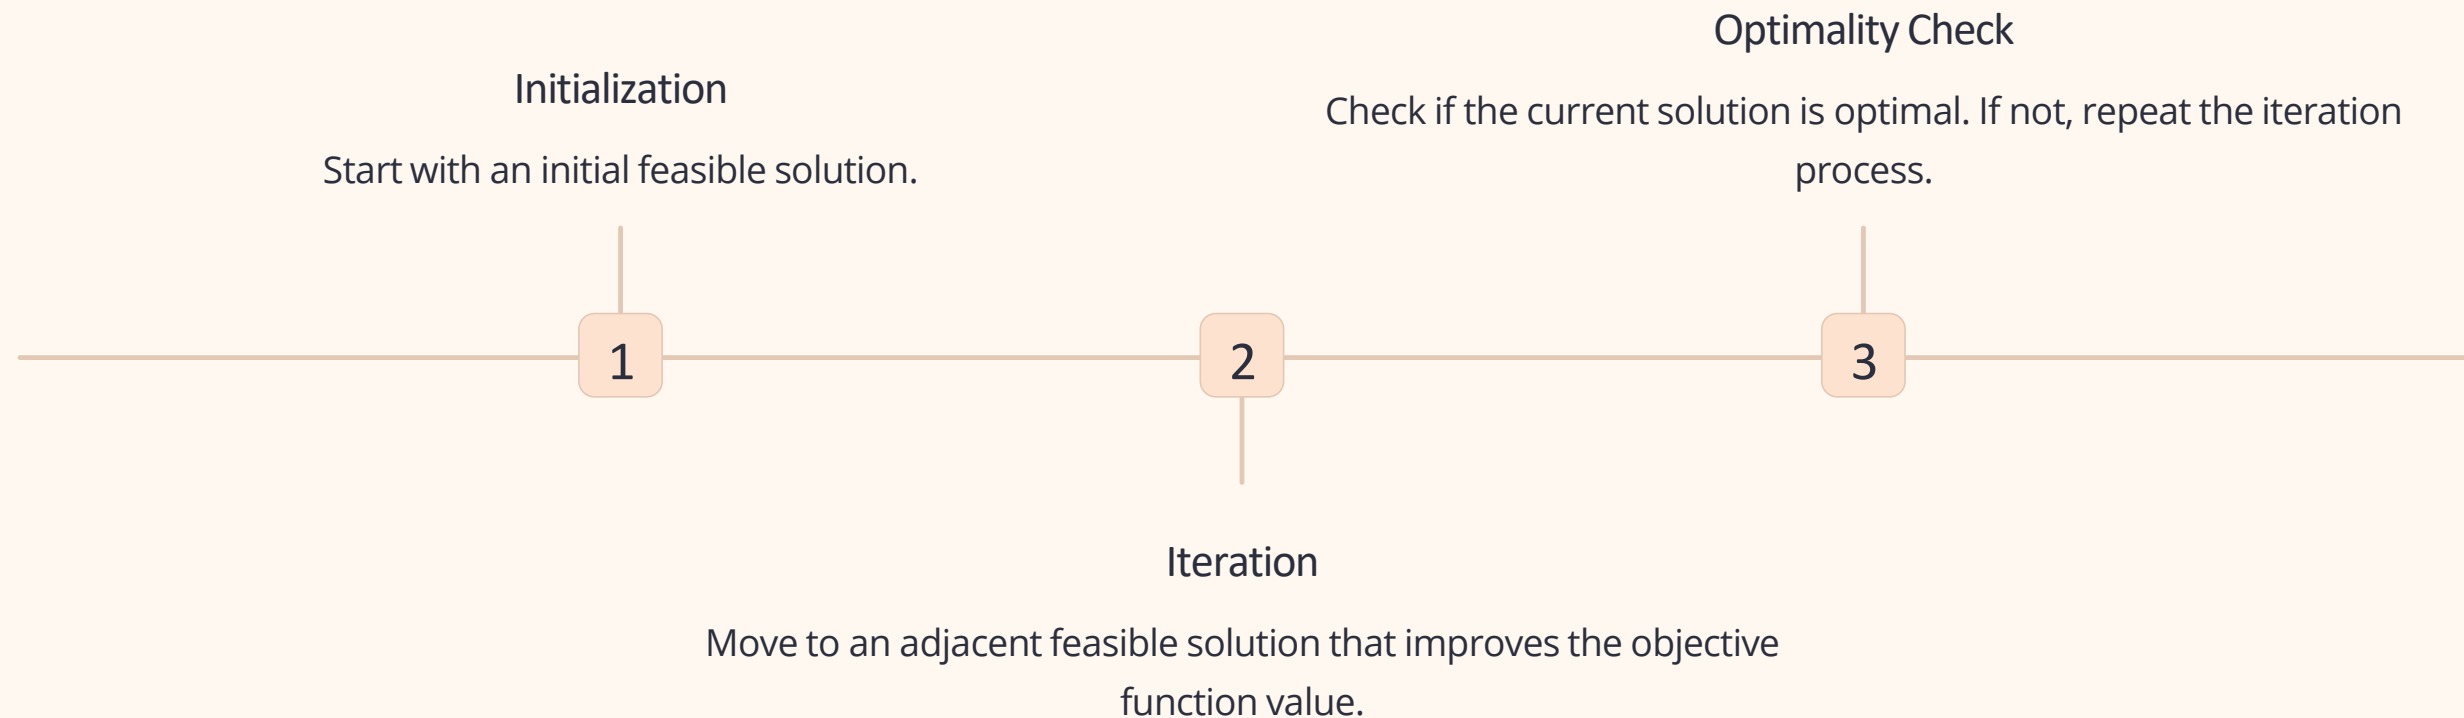 Initialization
Start with an initial feasible solution.
1
2
Iteration
Move to an adjacent feasible solution that improves the objective
function value.
Optimality Check
Check if the current solution is optimal. If not, repeat the iteration
process.
3